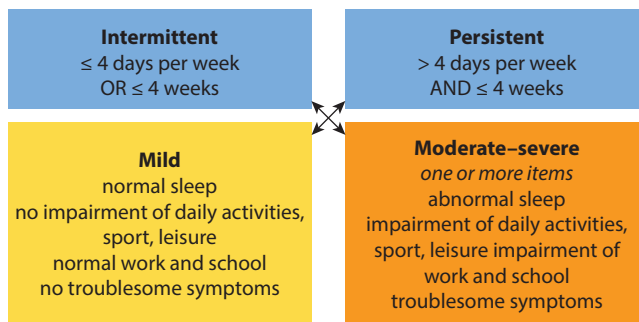 Intermittent
≤ 4 days per week
OR ≤ 4 weeks
Persistent
> 4 days per week
AND ≤ 4 weeks
Mild
normal sleep
no impairment of daily activities,
sport, leisure
normal work and school
no troublesome symptoms
Moderate–severe
one or more items
abnormal sleep
impairment of daily activities,
sport, leisure impairment of
work and school
troublesome symptoms